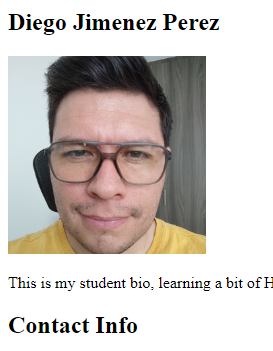 Diego Jimenez Perez
This is my student bio, learning a bit of H
Contact Info